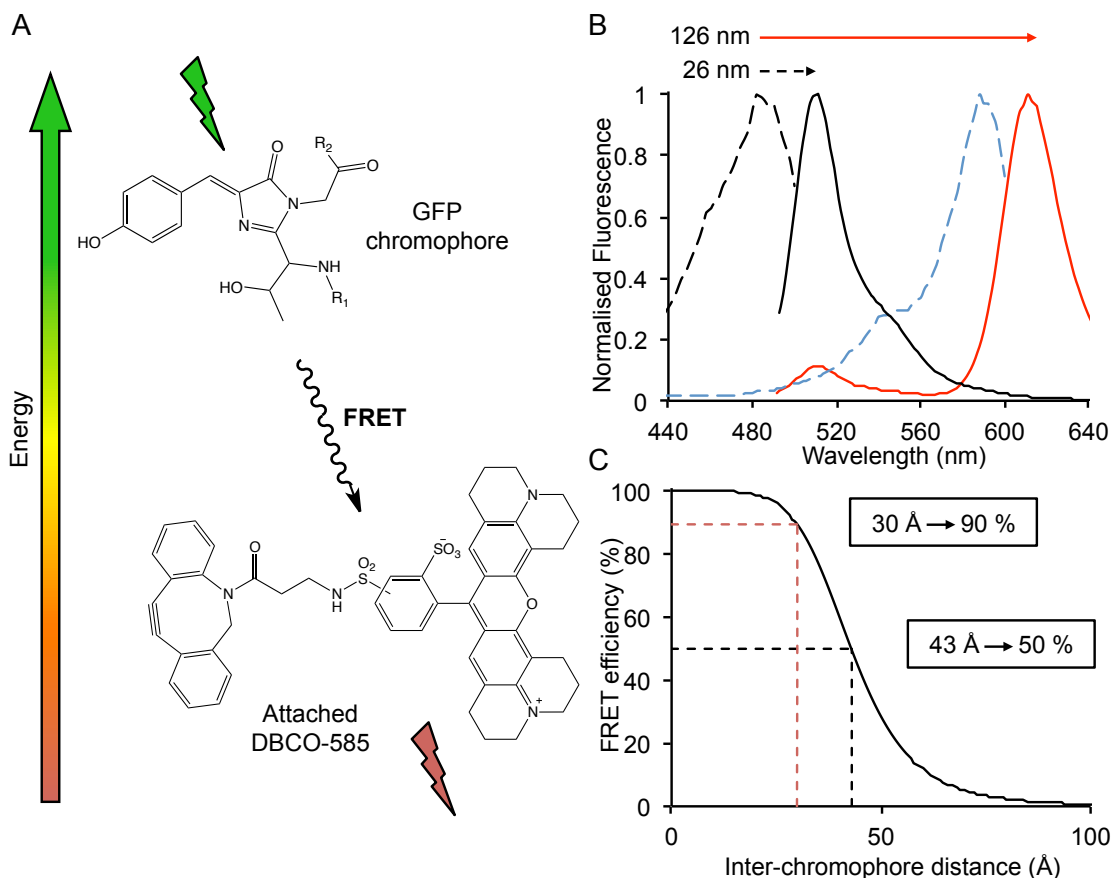 A
Energy
O
R₂
O
N
N
HO
HO
NH
R₁
GFP
chromophore
FRET
O
N
N
H
O₂
S
SO₃⁻
N
O
N
+
Attached
DBCO-585
B
126 nm
26 nm
Normalised Fluorescence
1
0.8
0.6
0.4
0.2
0
440 480 520 560 600 640
Wavelength (nm)
C
FRET efficiency (%)
100
80
60
40
20
0
30 Å → 90 %
43 Å → 50 %
0 50 100
Inter-chromophore distance (Å)